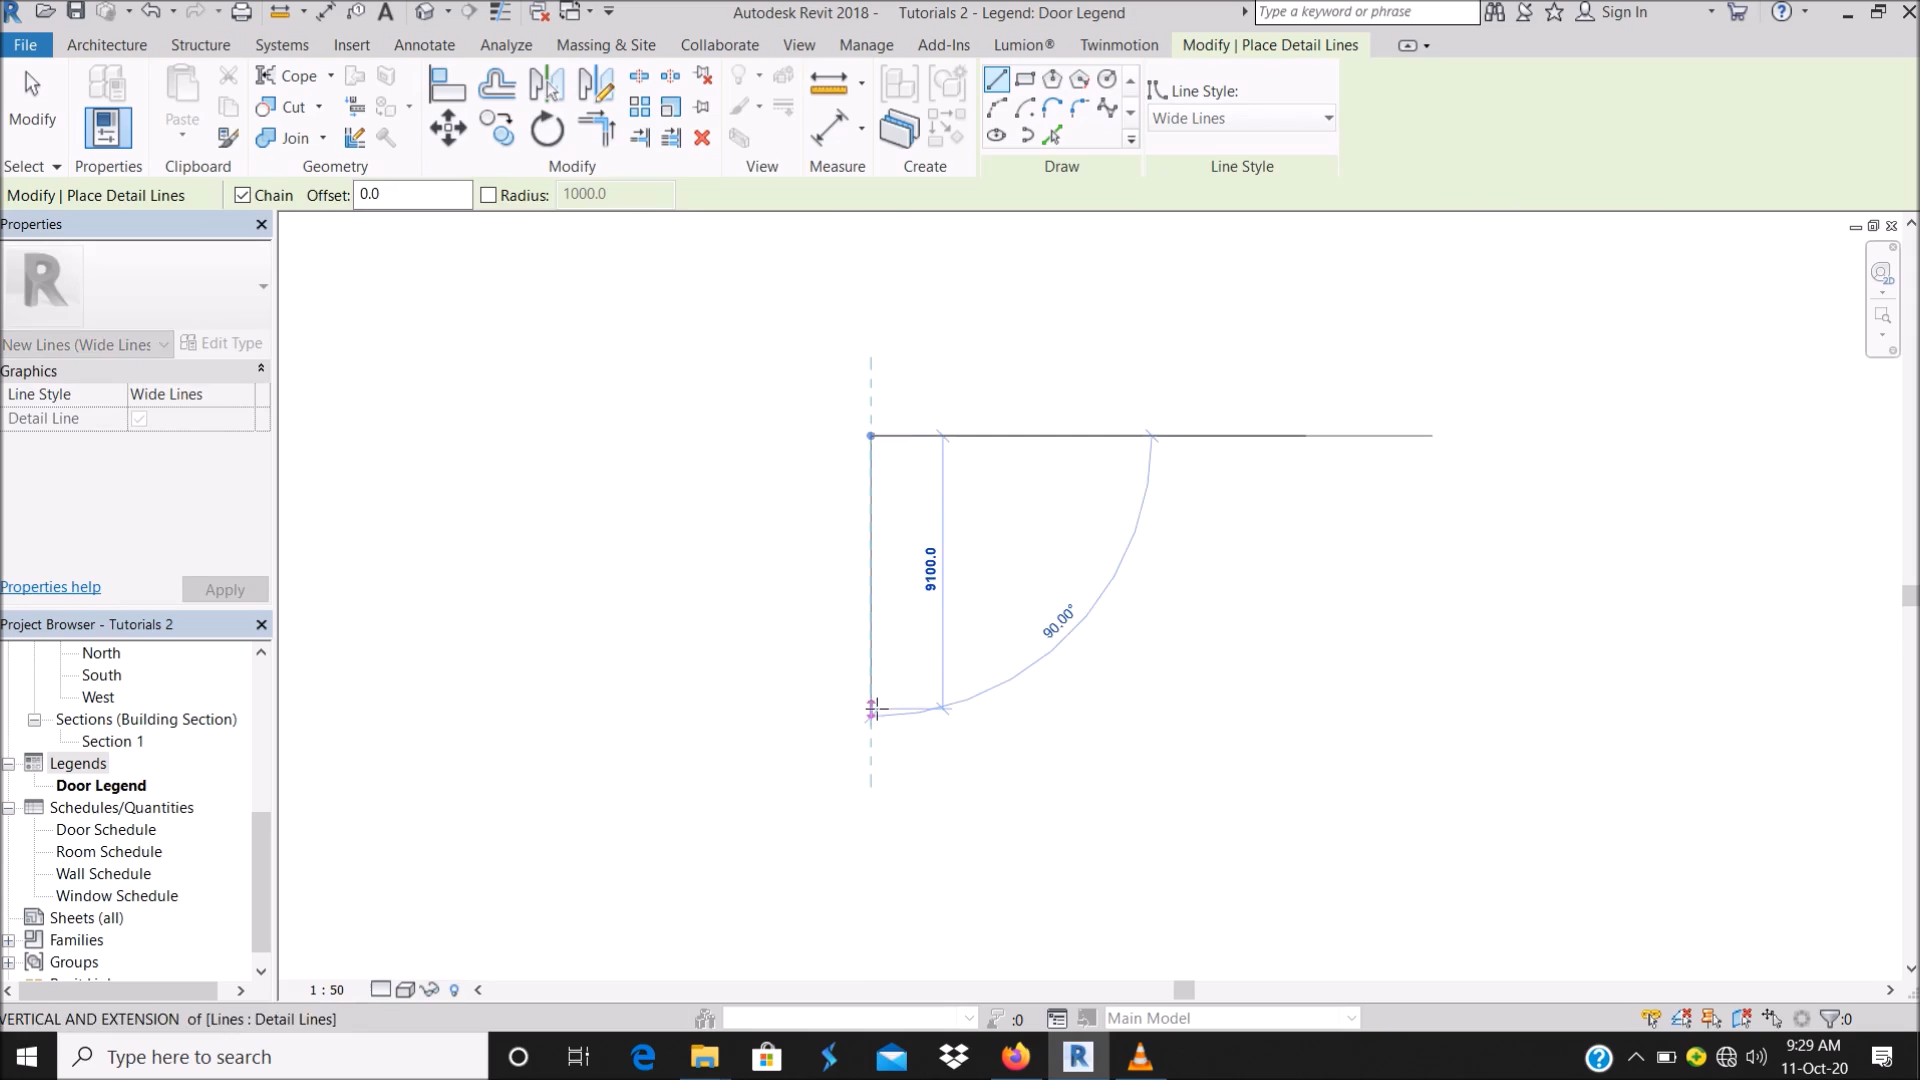 Autodesk Revit 2018 - Tutorials 2 - Legend: Door Legend
Type a keyword or phrase
Sign In
File Architecture Structure Systems Insert Annotate Analyze Massing & Site Collaborate View Manage Add-Ins Lumion® Twinmotion Modify | Place Detail Lines
Modify
Paste
Cope
Cut
Join
Line Style:
Wide Lines
Select Properties Clipboard Geometry Modify View Measure Create Draw Line Style
Modify | Place Detail Lines Chain Offset: 0.0 Radius: 1000.0
Properties
New Lines (Wide Lines
Edit Type
Graphics
Line Style Wide Lines
Detail Line
Properties help
Apply
9100.0
90.00°
2D
Project Browser - Tutorials 2
North
South
West
Sections (Building Section)
Section 1
Legends
Door Legend
Schedules/Quantities
Door Schedule
Room Schedule
Wall Schedule
Window Schedule
Sheets (all)
Families
Groups
1 : 50
VERTICAL AND EXTENSION of [Lines : Detail Lines]
:0
Main Model
:0
Type here to search
9:29 AM
11-Oct-20